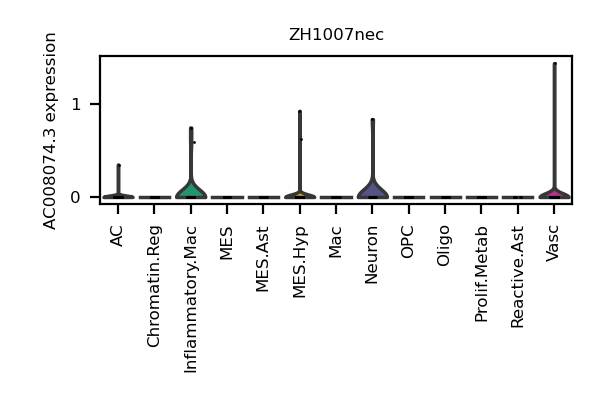 ZH1007nec
AC008074.3 expression
1
0
AC
Chromatin.Reg
Inflammatory.Mac
MES
MES.Ast
MES.Hyp
Mac
Neuron
OPC
Oligo
Prolif.Metab
Reactive.Ast
Vasc